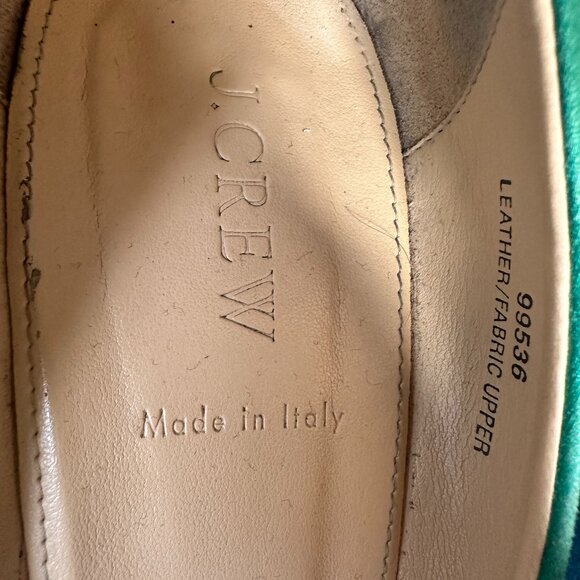 J.CREW
Made in Italy
99536
LEATHER/FABRIC UPPER